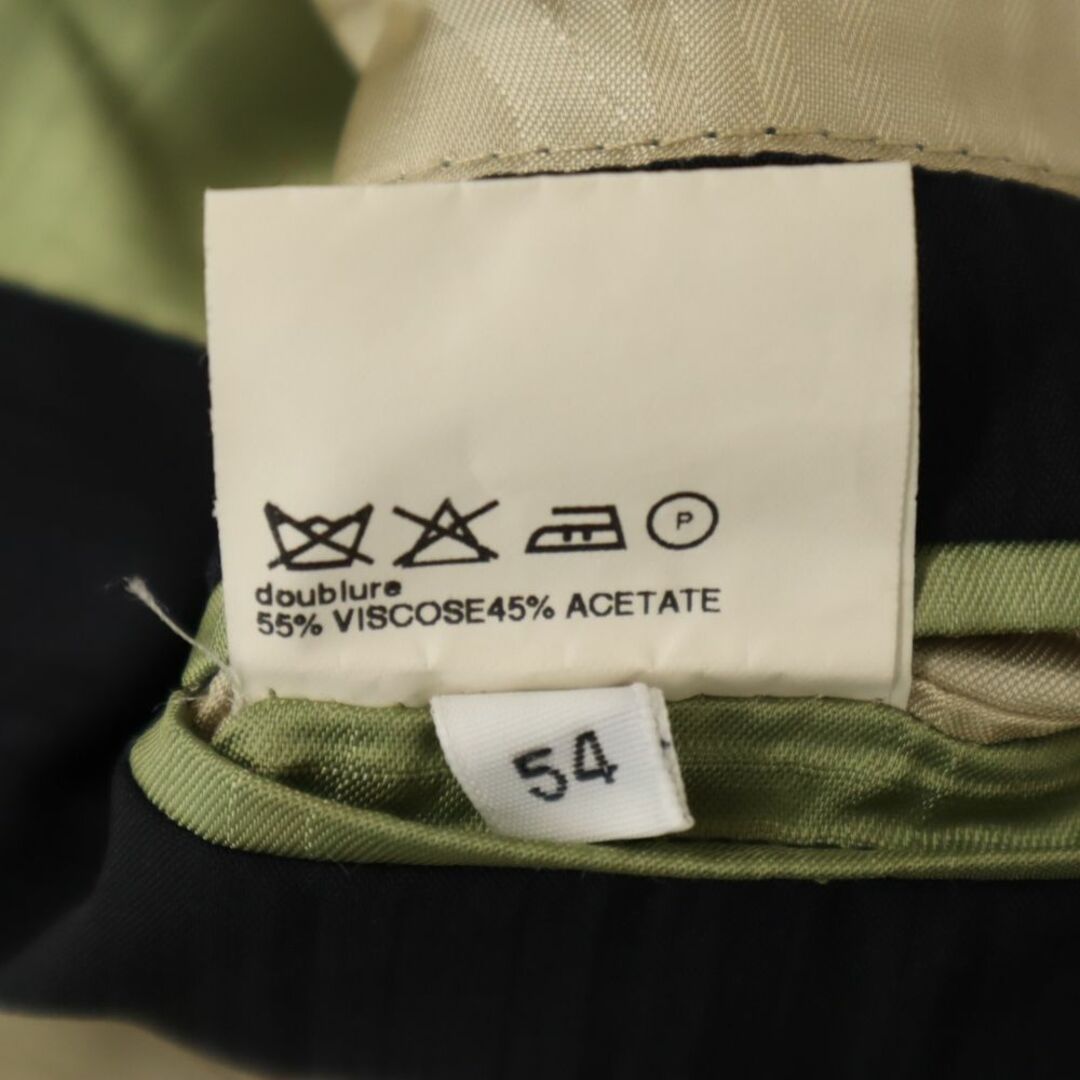 P
doublure
55% VISCOSE45% ACETATE
54